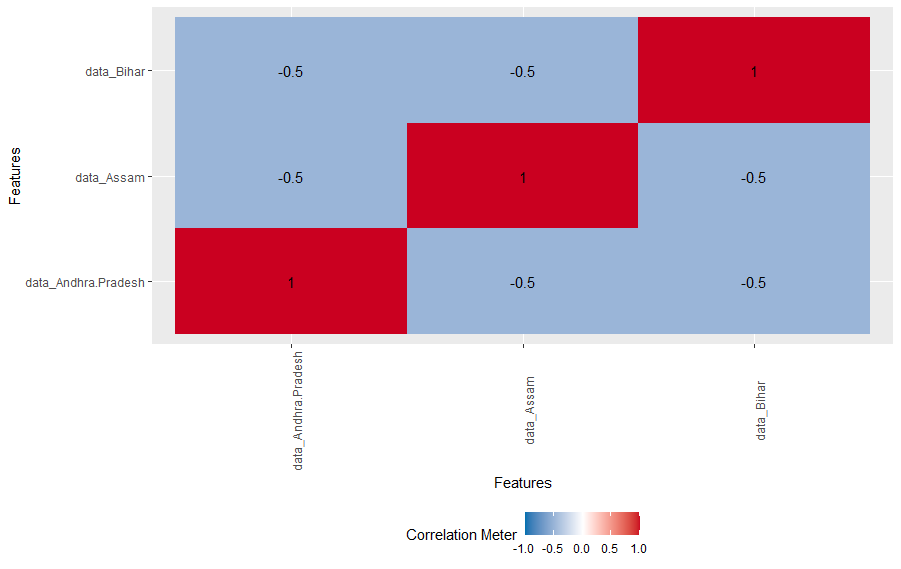 Features
data_Bihar
-0.5
-0.5
1
data_Assam
-0.5
1
-0.5
data_Andhra.Pradesh
1
-0.5
-0.5
data_Andhra.Pradesh
data_Assam
data_Bihar
Features
Correlation Meter
-1.0 -0.5 0.0 0.5 1.0